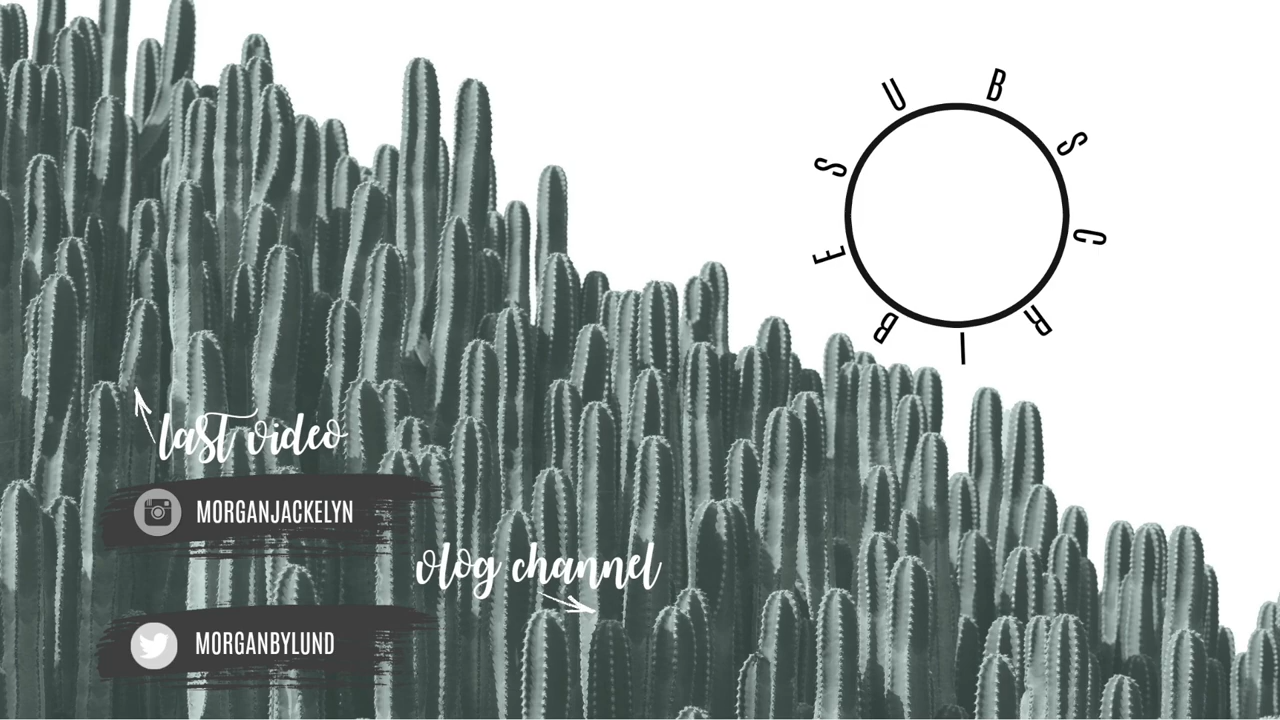 SUBSCRIBE
last video
MORGANJACKELYN
vlog channel
MORGANBYLUND